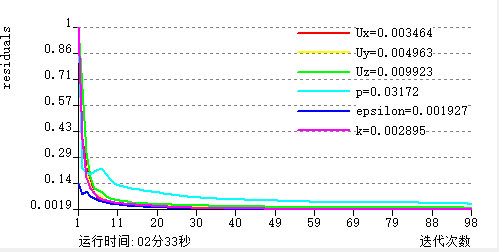 residuals
1
0.86
0.71
0.57
0.43
0.29
0.14
0.0019
Ux=0.003464
Uy=0.004963
Uz=0.009923
p=0.03172
epsilon=0.001927
k=0.002895
1 11 20 30 40 49 59 69 79 88 98
运行时间:02分33秒 迭代次数